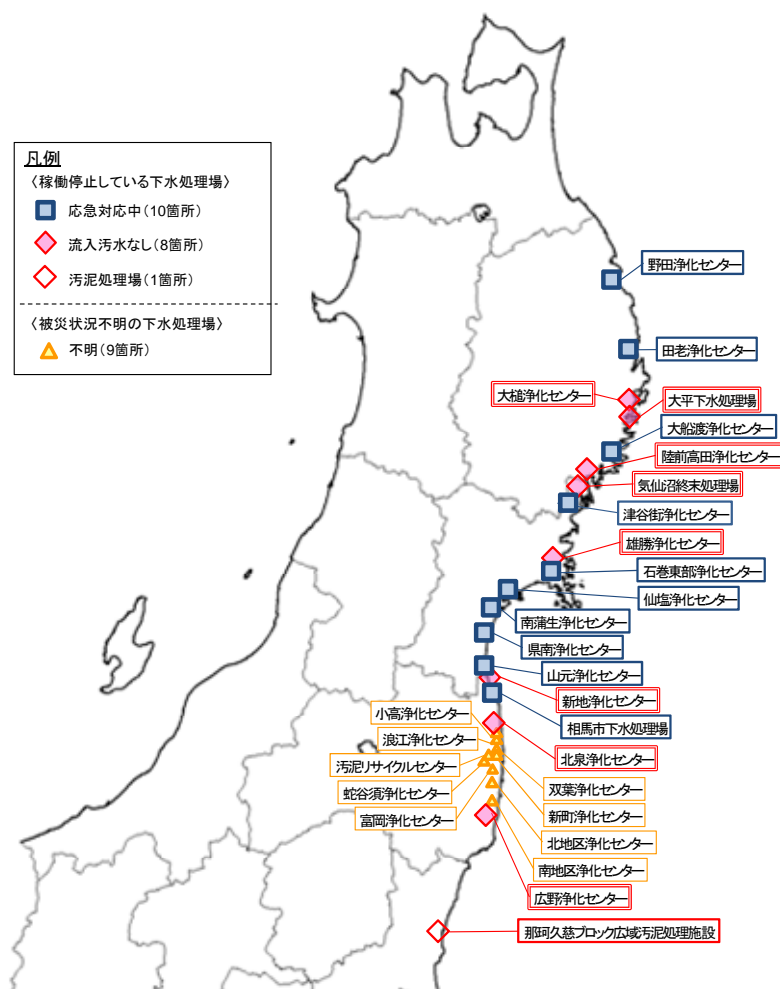 凡例
〈稼働停止している下水処理場〉
応急対応中(10箇所)
流入汚水なし(8箇所)
汚泥処理場(1箇所)
〈被災状況不明の下水処理場〉
不明(9箇所)
野田浄化センター
田老浄化センター
大槌浄化センター
大平下水処理場
大船渡浄化センター
陸前高田浄化センター
気仙沼終末処理場
津谷街浄化センター
雄勝浄化センター
石巻東部浄化センター
仙塩浄化センター
南蒲生浄化センター
県南浄化センター
山元浄化センター
新地浄化センター
小高浄化センター
相馬市下水処理場
浪江浄化センター
北泉浄化センター
汚泥リサイクルセンター
蛇谷須浄化センター
双葉浄化センター
富岡浄化センター
新町浄化センター
北地区浄化センター
南地区浄化センター
広野浄化センター
那珂久慈ブロック広域汚泥処理施設